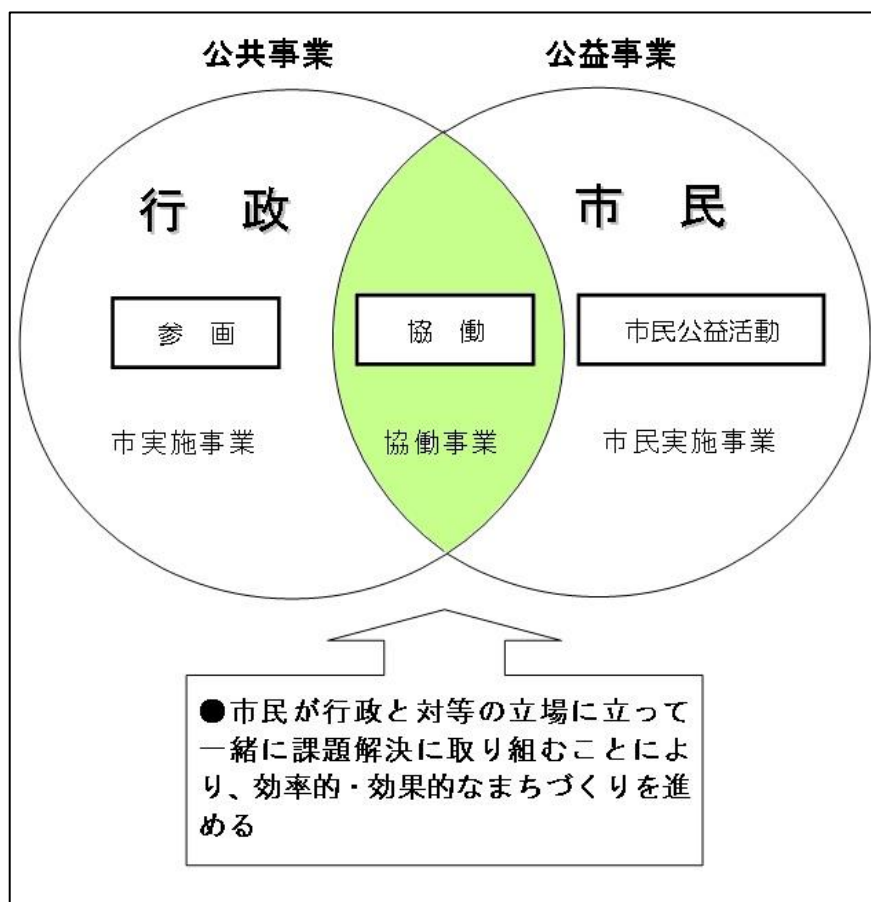 公共事業
公益事業
行　政
市　民
参　画
協　働
市民公益活動
市実施事業
協働事業
市民実施事業
●市民が行政と対等の立場に立って
一緒に課題解決に取り組むことによ
り、効率的・効果的なまちづくりを進
める